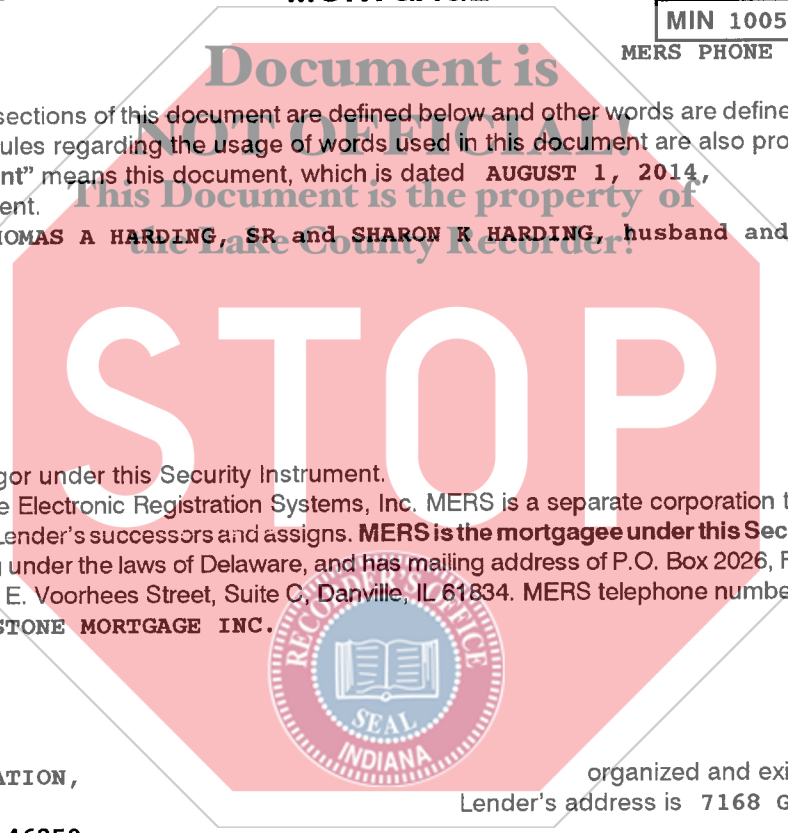 MIN 1005
MERS PHONE
Document is
sections of this document are defined below and other words are define
NOT OFFICIAL!
ules regarding the usage of words used in this document are also pro
nt" means this document, which is dated AUGUST 1, 2014,
This Document is the property of
ent.
OMAS A HARDING, SR and SHARON K HARDING, husband and
the Lake County Recorder!
STOP
gor under this Security Instrument.
e Electronic Registration Systems, Inc. MERS is a separate corporation t
Lender's successors and assigns. MERS is the mortgagee under this Sec
under the laws of Delaware, and has mailing address of P.O. Box 2026, F
E. Voorhees Street, Suite C, Danville, IL 61834. MERS telephone numbe
STONE MORTGAGE INC.
RECORDER'S OFFICE
SEAL
INDIANA
ATION,
organized and exi
Lender's address is 7168 G